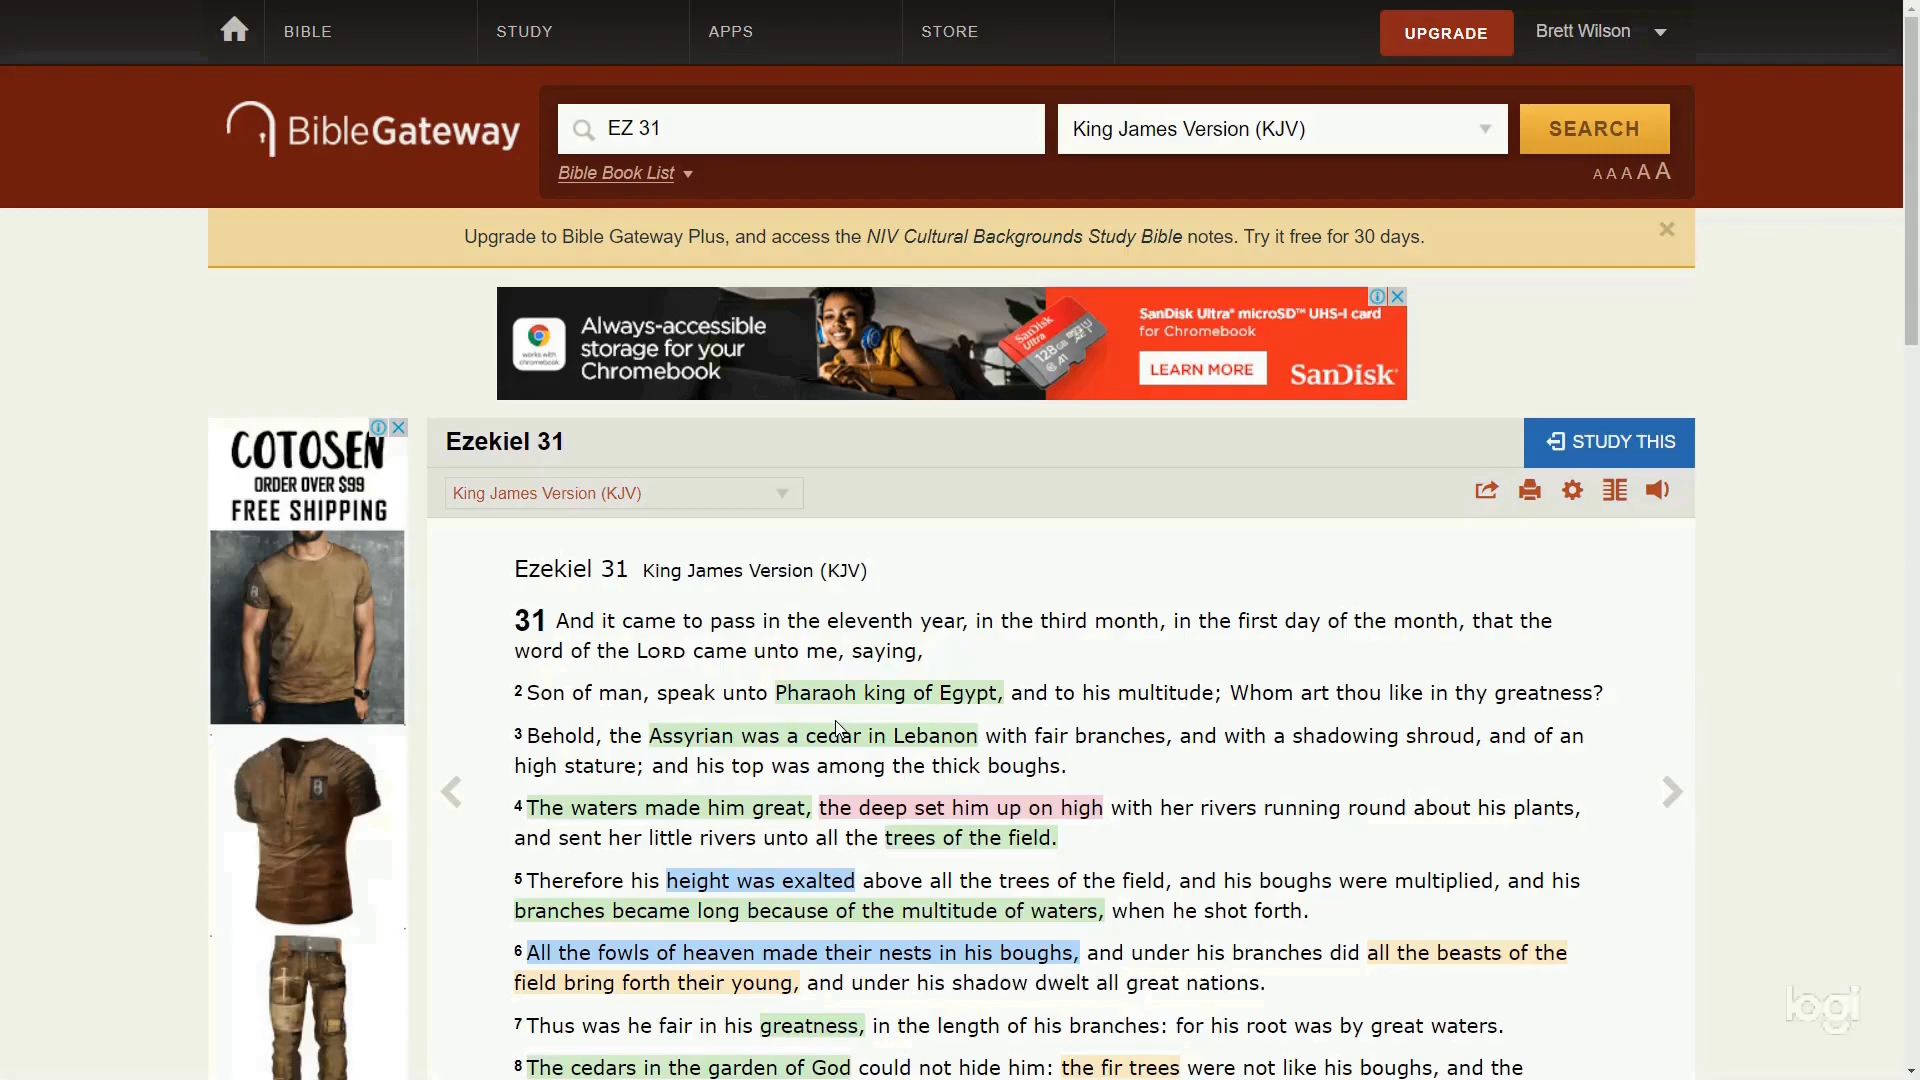 BIBLE
STUDY
APPS
STORE
UPGRADE
Brett Wilson
BibleGateway
EZ 31
King James Version (KJV)
SEARCH
Bible Book List
A A A A A
Upgrade to Bible Gateway Plus, and access the NIV Cultural Backgrounds Study Bible notes. Try it free for 30 days.
works with
chromebook
Always-accessible
storage for your
Chromebook
SanDisk
Ultra
128GB
A1
SanDisk Ultra® microSD™ UHS-I card
for Chromebook
LEARN MORE
SanDisk
COTOSEN
ORDER OVER $99
FREE SHIPPING
Ezekiel 31
STUDY THIS
King James Version (KJV)
Ezekiel 31 King James Version (KJV)
31 And it came to pass in the eleventh year, in the third month, in the first day of the month, that the
word of the LORD came unto me, saying,
2 Son of man, speak unto Pharaoh king of Egypt, and to his multitude; Whom art thou like in thy greatness?
3 Behold, the Assyrian was a cedar in Lebanon with fair branches, and with a shadowing shroud, and of an
high stature; and his top was among the thick boughs.
4 The waters made him great, the deep set him up on high with her rivers running round about his plants,
and sent her little rivers unto all the trees of the field.
5 Therefore his height was exalted above all the trees of the field, and his boughs were multiplied, and his
branches became long because of the multitude of waters, when he shot forth.
6 All the fowls of heaven made their nests in his boughs, and under his branches did all the beasts of the
field bring forth their young, and under his shadow dwelt all great nations.
7 Thus was he fair in his greatness, in the length of his branches: for his root was by great waters.
8 The cedars in the garden of God could not hide him: the fir trees were not like his boughs, and the
logi